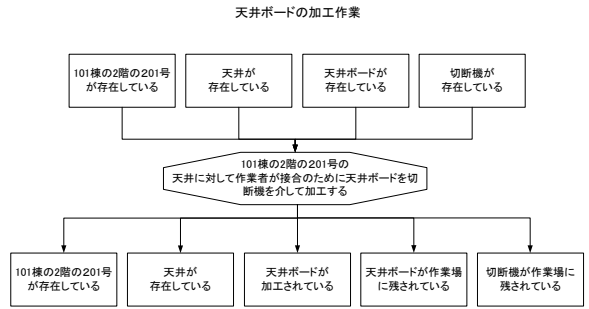 天井ボードの加工作業
101棟の2階の201号
が存在している
天井が
存在している
天井ボードが
存在している
切断機が
存在している
101棟の2階の201号の
天井に対して作業者が接合のために天井ボードを切
断機を介して加工する
101棟の2階の201号
が存在している
天井が
存在している
天井ボードが
加工されている
天井ボードが作業場
に残されている
切断機が作業場に
残されている